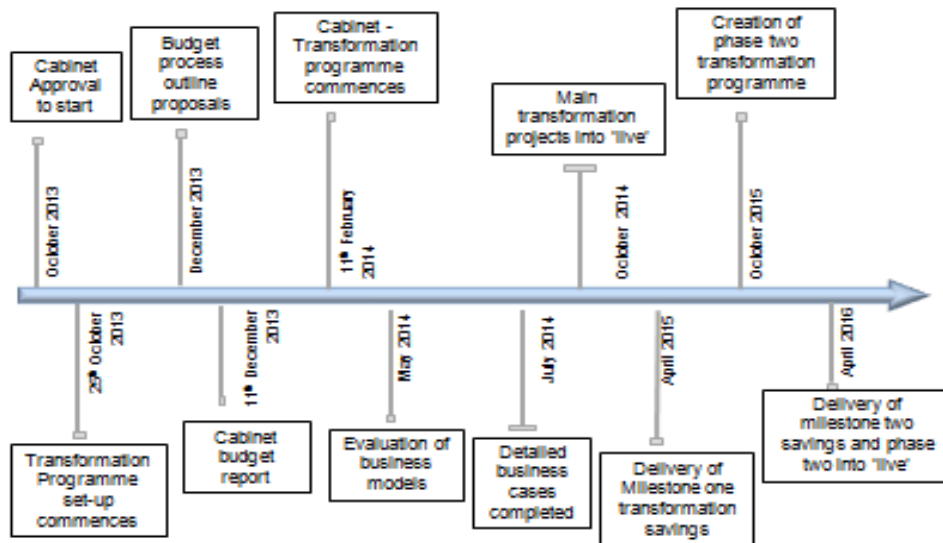 Cabinet
Approval
to start
Budget
process
outline
proposals
Cabinet -
Transformation
programme
commences
Main
transformation
projects into 'live'
Creation of
phase two
transformation
programme
October 2013
December 2013
11th February
2014
October 2014
October 2015
29th October
2013
11th December
2013
May 2014
July 2014
April 2015
April 2016
Transformation
Programme
set-up
commences
Cabinet
budget
report
Evaluation of
business
models
Detailed
business
cases
completed
Delivery of
Milestone one
transformation
savings
Delivery of
milestone two
savings and phase
two into 'live'